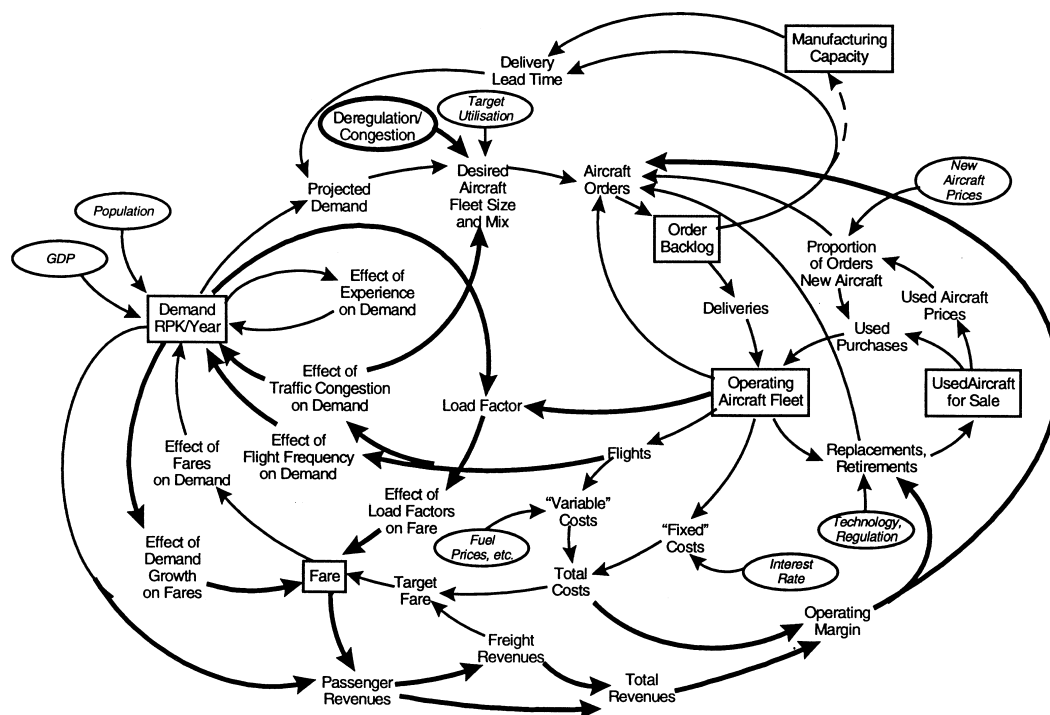 Manufacturing
Capacity
Delivery
Lead Time
Target
Utilisation
Deregulation/
Congestion
Projected
Demand
Desired
Aircraft
Fleet Size
and Mix
Aircraft
Orders
New
Aircraft
Prices
Population
GDP
Order
Backlog
Proportion
of Orders
New Aircraft
Effect of
Experience
on Demand
Demand
RPK/Year
Deliveries
Used Aircraft
Prices
Used
Purchases
Effect of
Traffic Congestion
on Demand
Load Factor
Operating
Aircraft Fleet
UsedAircraft
for Sale
Effect of
Fares
on Demand
Effect of
Flight Frequency
on Demand
Flights
Replacements,
Retirements
Effect of
Load Factors
on Fare
"Variable"
Costs
Fuel
Prices, etc.
"Fixed"
Costs
Technology,
Regulation
Effect of
Demand
Growth
on Fares
Fare
Target
Fare
Total
Costs
Interest
Rate
Operating
Margin
Freight
Revenues
Passenger
Revenues
Total
Revenues